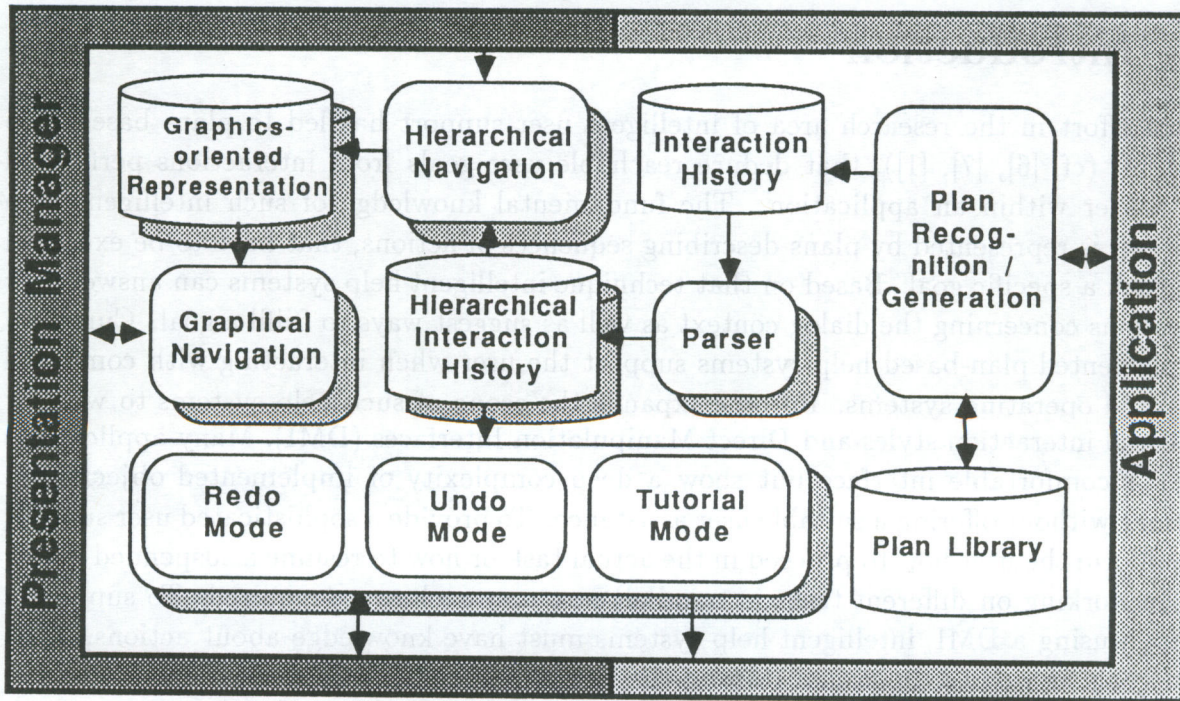 Presentation Manager
Graphics-
oriented
Representation
Hierarchical
Navigation
Interaction
History
Plan
Recog-
nition /
Generation
Graphical
Navigation
Hierarchical
Interaction
History
Parser
Redo
Mode
Undo
Mode
Tutorial
Mode
Plan Library
Application